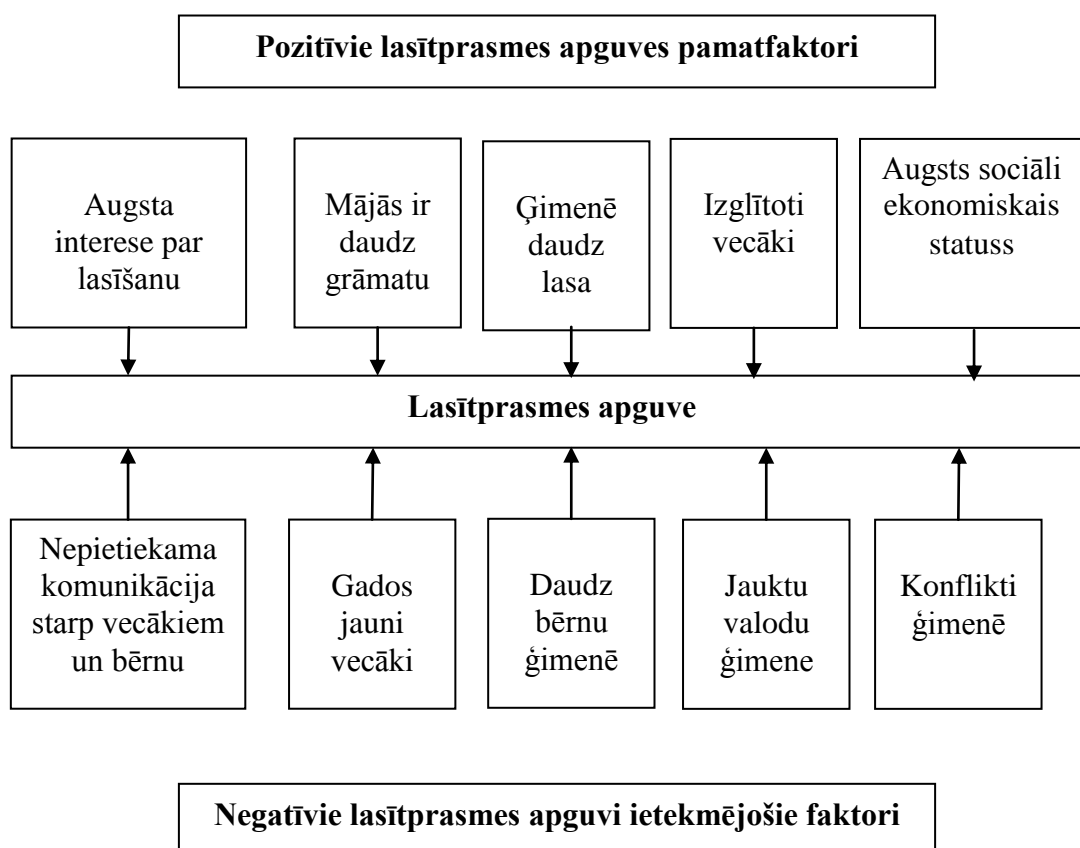 Pozitīvie lasītprasmes apguves pamatfaktori
Augsta
interese par
lasīšanu
Mājās ir
daudz
grāmatu
Ģimenē
daudz
lasa
Izglītoti
vecāki
Augsts sociāli
ekonomiskais
statuss
Lasītprasmes apguve
Nepietiekama
komunikācija
starp vecākiem
un bērnu
Gados
jauni
vecāki
Daudz
bērnu
ģimenē
Jauktu
valodu
ģimene
Konflikti
ģimenē
Negatīvie lasītprasmes apguvi ietekmējošie faktori